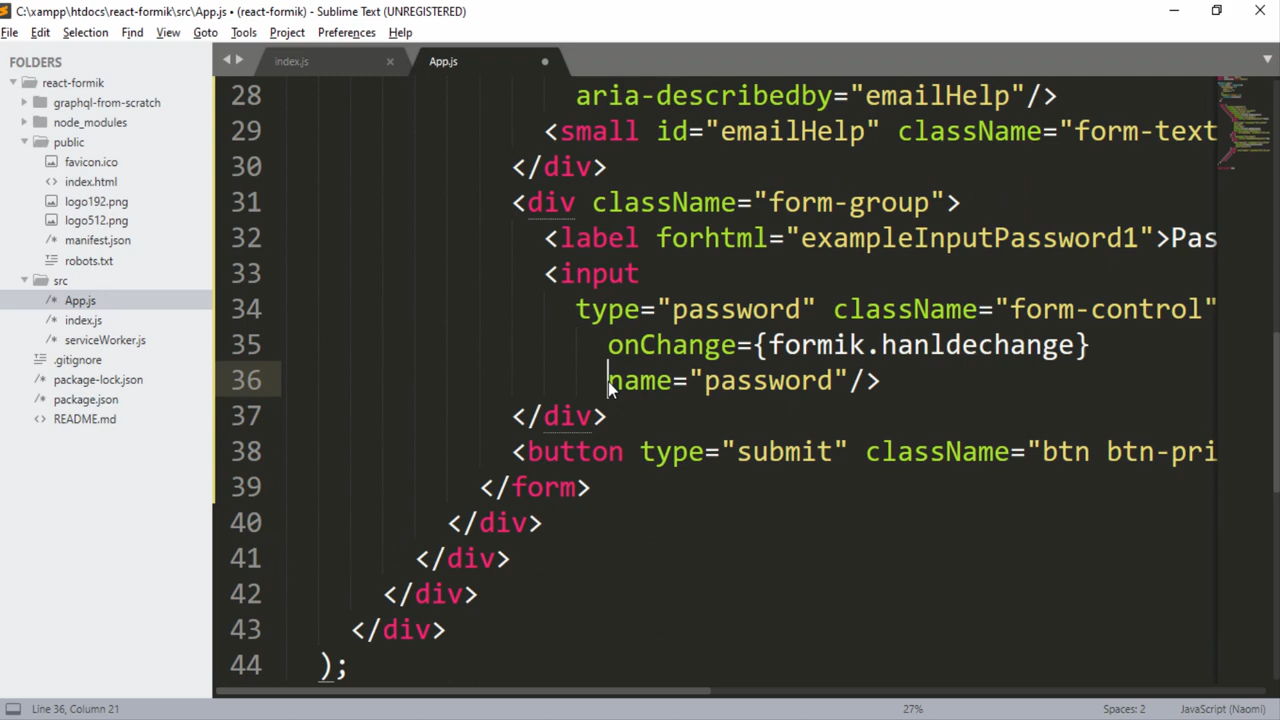 C:\xampp\htdocs\react-formik\src\App.js • (react-formik) - Sublime Text (UNREGISTERED)
File Edit Selection Find View Goto Tools Project Preferences Help
FOLDERS
react-formik
graphql-from-scratch
node_modules
public
favicon.ico
index.html
logo192.png
logo512.png
manifest.json
robots.txt
src
App.js
index.js
serviceWorker.js
.gitignore
package-lock.json
package.json
README.md
index.js
App.js
28 aria-describedby="emailHelp"/>
29 <small id="emailHelp" className="form-text
30 </div>
31 <div className="form-group">
32 <label forhtml="exampleInputPassword1">Pas
33 <input
34 type="password" className="form-control"
35 onChange={formik.hanldechange}
36 name="password"/>
37 </div>
38 <button type="submit" className="btn btn-pri
39 </form>
40 </div>
41 </div>
42 </div>
43 </div>
44 );
Line 36, Column 21
27%
Spaces: 2
JavaScript (Naomi)